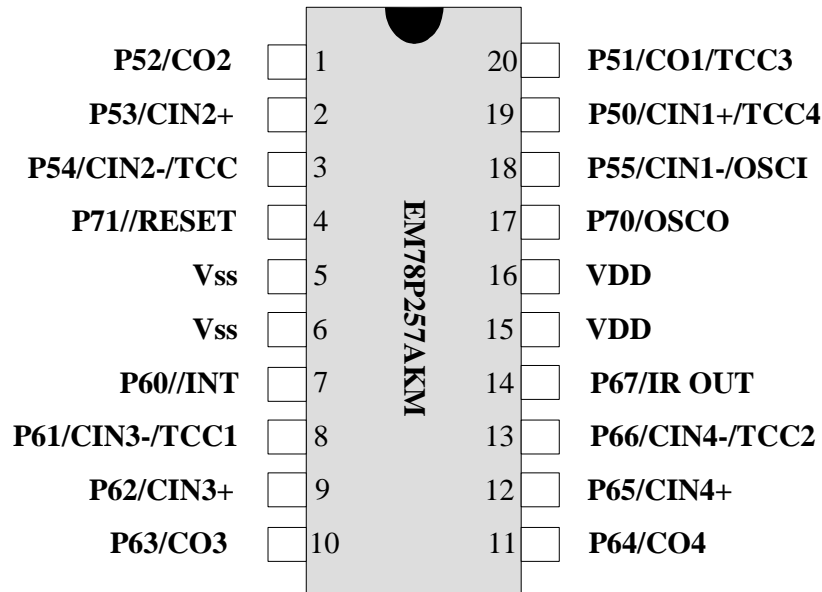 P52/CO2 1 20 P51/CO1/TCC3
P53/CIN2+ 2 19 P50/CIN1+/TCC4
P54/CIN2-/TCC 3 18 P55/CIN1-/OSCI
P71//RESET 4 17 P70/OSCO
Vss 5 16 VDD
Vss 6 15 VDD
P60//INT 7 14 P67/IR OUT
P61/CIN3-/TCC1 8 13 P66/CIN4-/TCC2
P62/CIN3+ 9 12 P65/CIN4+
P63/CO3 10 11 P64/CO4
EM78P257AKM